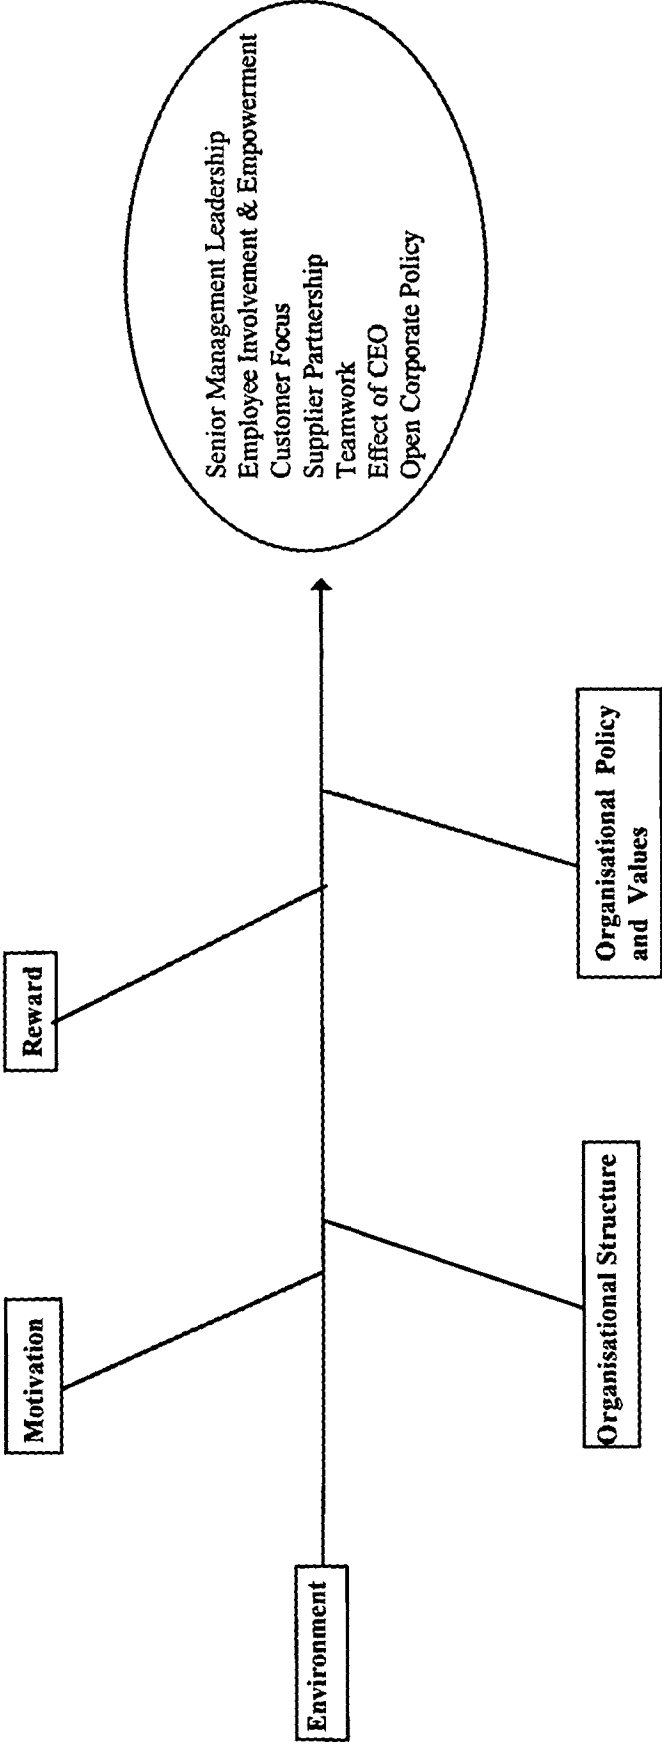 Motivation
Reward
Environment
Senior Management Leadership
Employee Involvement & Empowerment
Customer Focus
Supplier Partnership
Teamwork
Effect of CEO
Open Corporate Policy
Organisational Structure
Organisational Policy
and Values